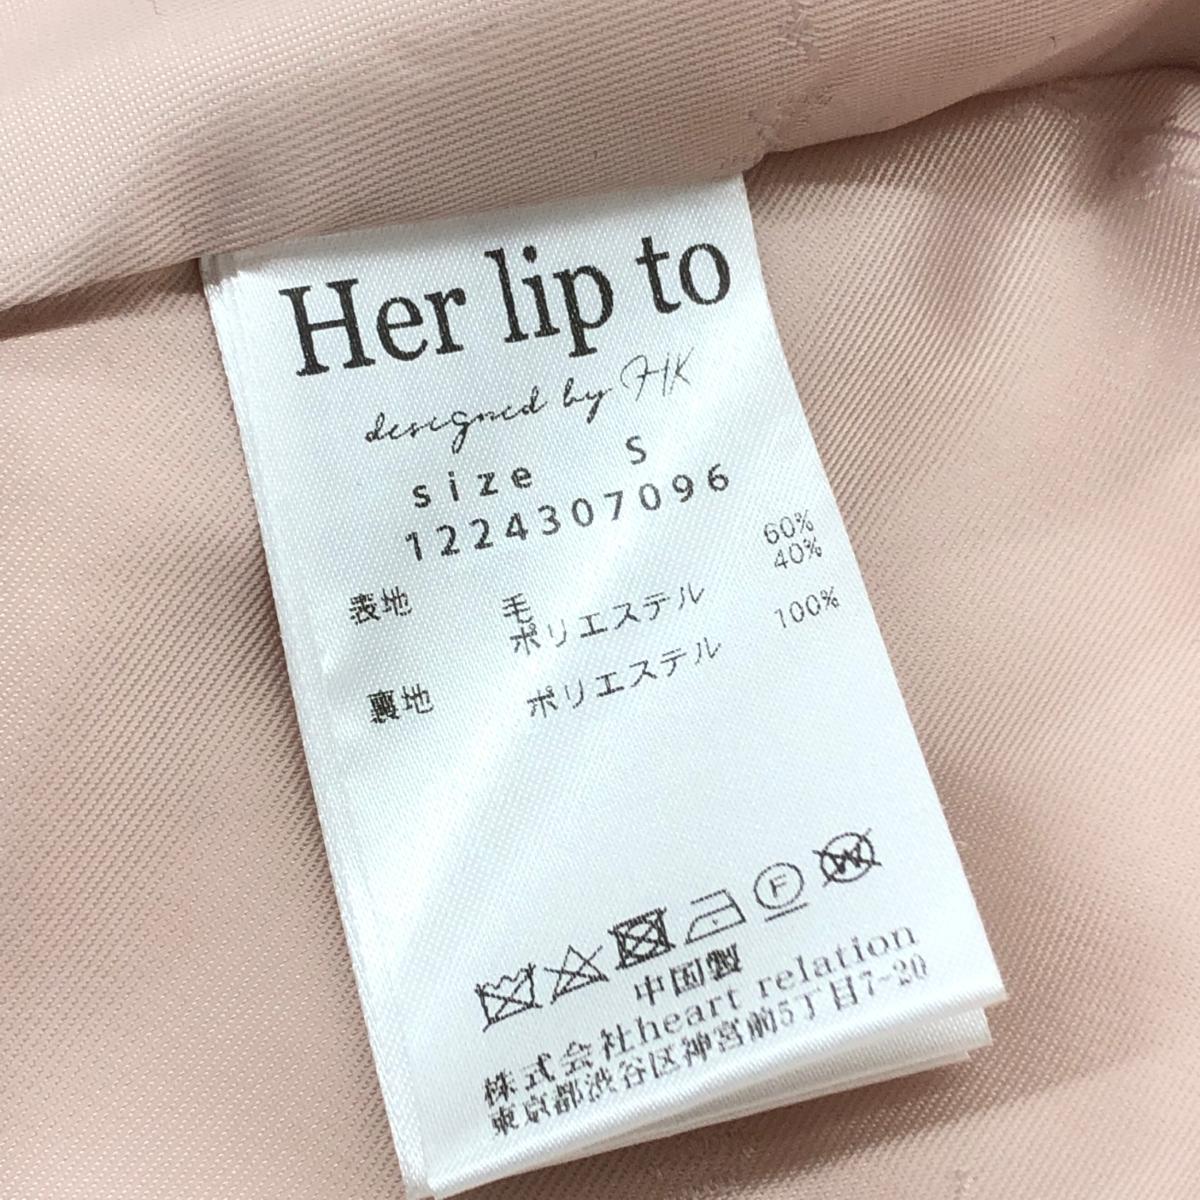 Her lip to
designed by HK
size S
1224307096
表地 毛 60%
ポリエステル 40%
裏地 ポリエステル 100%
F
W
中国製
株式会社heart relation
東京都渋谷区神宮前5丁目7-20